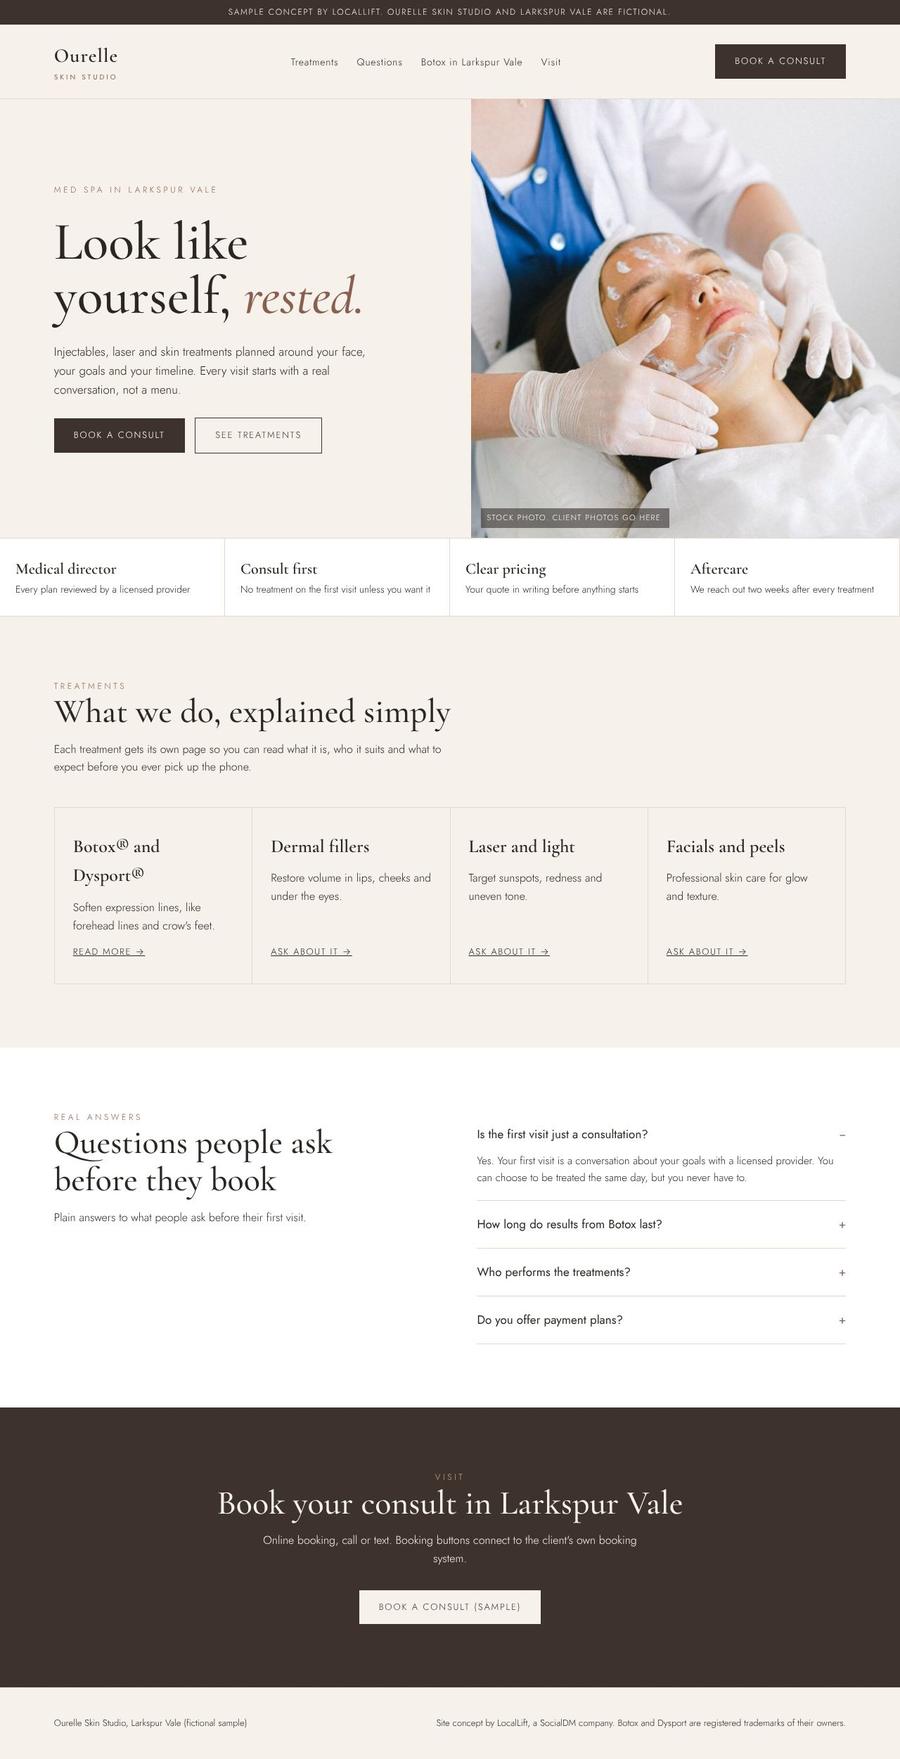 SAMPLE CONCEPT BY LOCALLIFT. OURELLE SKIN STUDIO AND LARKSPUR VALE ARE FICTIONAL.
Ourelle
SKIN STUDIO
Treatments
Questions
Botox in Larkspur Vale
Visit
BOOK A CONSULT
MED SPA IN LARKSPUR VALE
Look like
yourself, rested.
Injectables, laser and skin treatments planned around your face,
your goals and your timeline. Every visit starts with a real
conversation, not a menu.
BOOK A CONSULT
SEE TREATMENTS
STOCK PHOTO. CLIENT PHOTOS GO HERE.
Medical director
Every plan reviewed by a licensed provider
Consult first
No treatment on the first visit unless you want it
Clear pricing
Your quote in writing before anything starts
Aftercare
We reach out two weeks after every treatment
TREATMENTS
What we do, explained simply
Each treatment gets its own page so you can read what it is, who it suits and what to
expect before you ever pick up the phone.
Botox® and
Dysport®
Soften expression lines, like
forehead lines and crow's feet.
READ MORE →
Dermal fillers
Restore volume in lips, cheeks and
under the eyes.
ASK ABOUT IT →
Laser and light
Target sunspots, redness and
uneven tone.
ASK ABOUT IT →
Facials and peels
Professional skin care for glow
and texture.
ASK ABOUT IT →
REAL ANSWERS
Questions people ask
before they book
Plain answers to what people ask before their first visit.
Is the first visit just a consultation? –
Yes. Your first visit is a conversation about your goals with a licensed provider. You
can choose to be treated the same day, but you never have to.
How long do results from Botox last? +
Who performs the treatments? +
Do you offer payment plans? +
VISIT
Book your consult in Larkspur Vale
Online booking, call or text. Booking buttons connect to the client's own booking
system.
BOOK A CONSULT (SAMPLE)
Ourelle Skin Studio, Larkspur Vale (fictional sample)
Site concept by LocalLift, a SocialDM company. Botox and Dysport are registered trademarks of their owners.